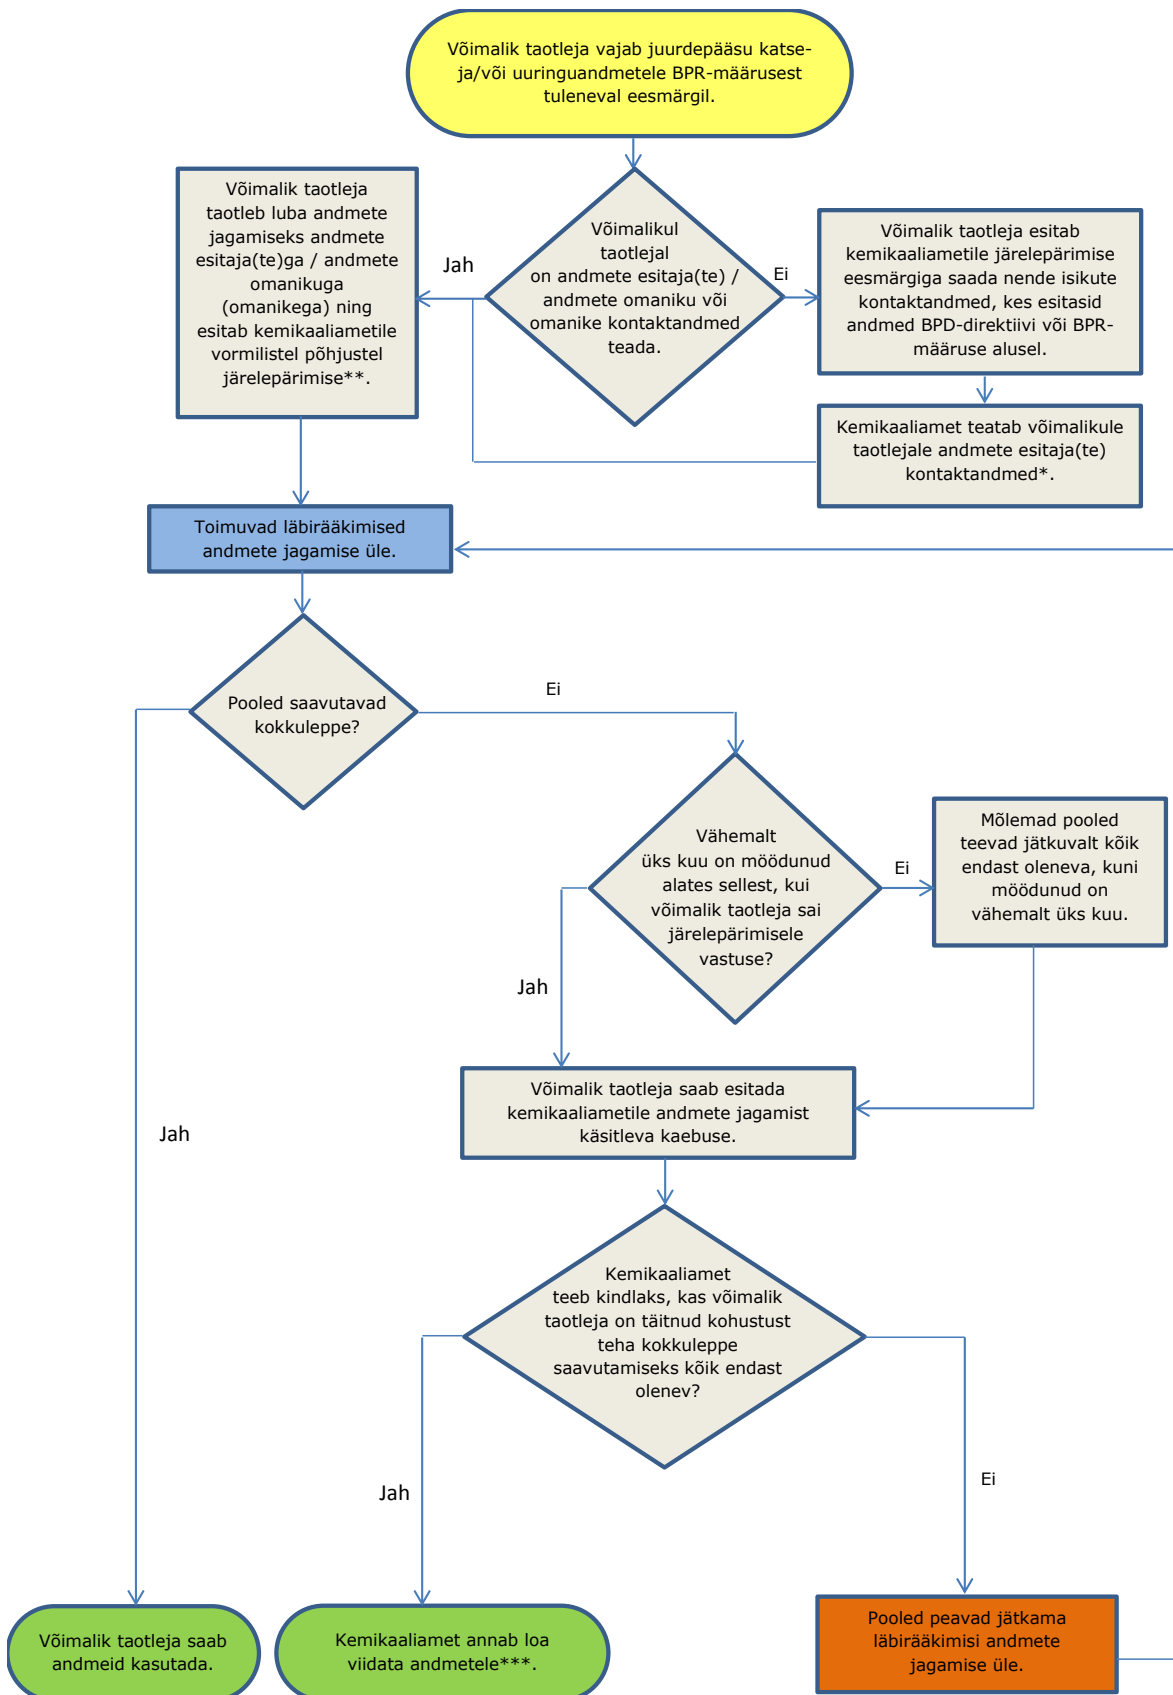 Võimalik taotleja vajab juurdepääsu katse-
ja/või uuringuandmetele BPR-määrusest
tuleneval eesmärgil.
Võimalik taotleja
taotleb luba andmete
jagamiseks andmete
esitaja(te)ga / andmete
omanikuga
(omanikega) ning
esitab kemikaaliametile
vormilistel põhjustel
järelepärimise**.
Jah
Võimalikul
taotlejal
on andmete esitaja(te) /
andmete omaniku või
omanike kontaktandmed
teada.
Ei
Võimalik taotleja esitab
kemikaaliametile järelepärimise
eesmärgiga saada nende isikute
kontaktandmed, kes esitasid
andmed BPD-direktiivi või BPR-
määruse alusel.
Kemikaaliamet teatab võimalikule
taotlejale andmete esitaja(te)
kontaktandmed*.
Toimuvad läbirääkimised
andmete jagamise üle.
Pooled saavutavad
kokkuleppe?
Ei
Vähemalt
üks kuu on möödunud
alates sellest, kui
võimalik taotleja sai
järelepärimisele
vastuse?
Ei
Mõlemad pooled
teevad jätkuvalt kõik
endast oleneva, kuni
möödunud on
vähemalt üks kuu.
Jah
Võimalik taotleja saab esitada
kemikaaliametile andmete jagamist
käsitleva kaebuse.
Jah
Kemikaaliamet
teeb kindlaks, kas võimalik
taotleja on täitnud kohustust
teha kokkuleppe
saavutamiseks kõik endast
olenev?
Jah
Ei
Võimalik taotleja saab
andmeid kasutada.
Kemikaaliamet annab loa
viidata andmetele***.
Pooled peavad jätkama
läbirääkimisi andmete
jagamise üle.